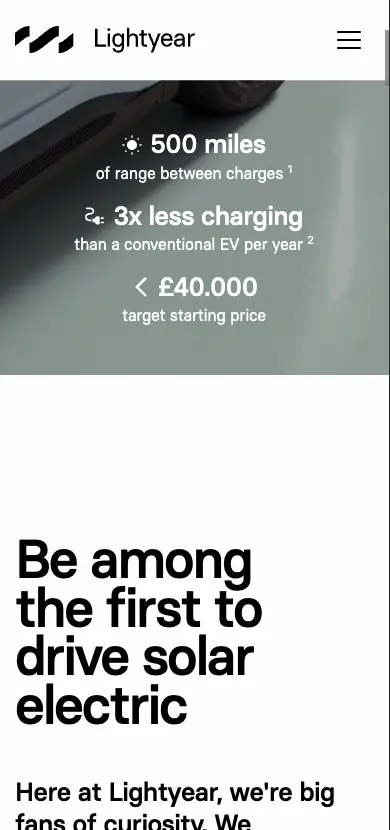 Lightyear
500 miles
of range between charges ¹
3x less charging
than a conventional EV per year ²
< £40.000
target starting price
Be among
the first to
drive solar
electric
Here at Lightyear, we're big
fans of curiosity. We